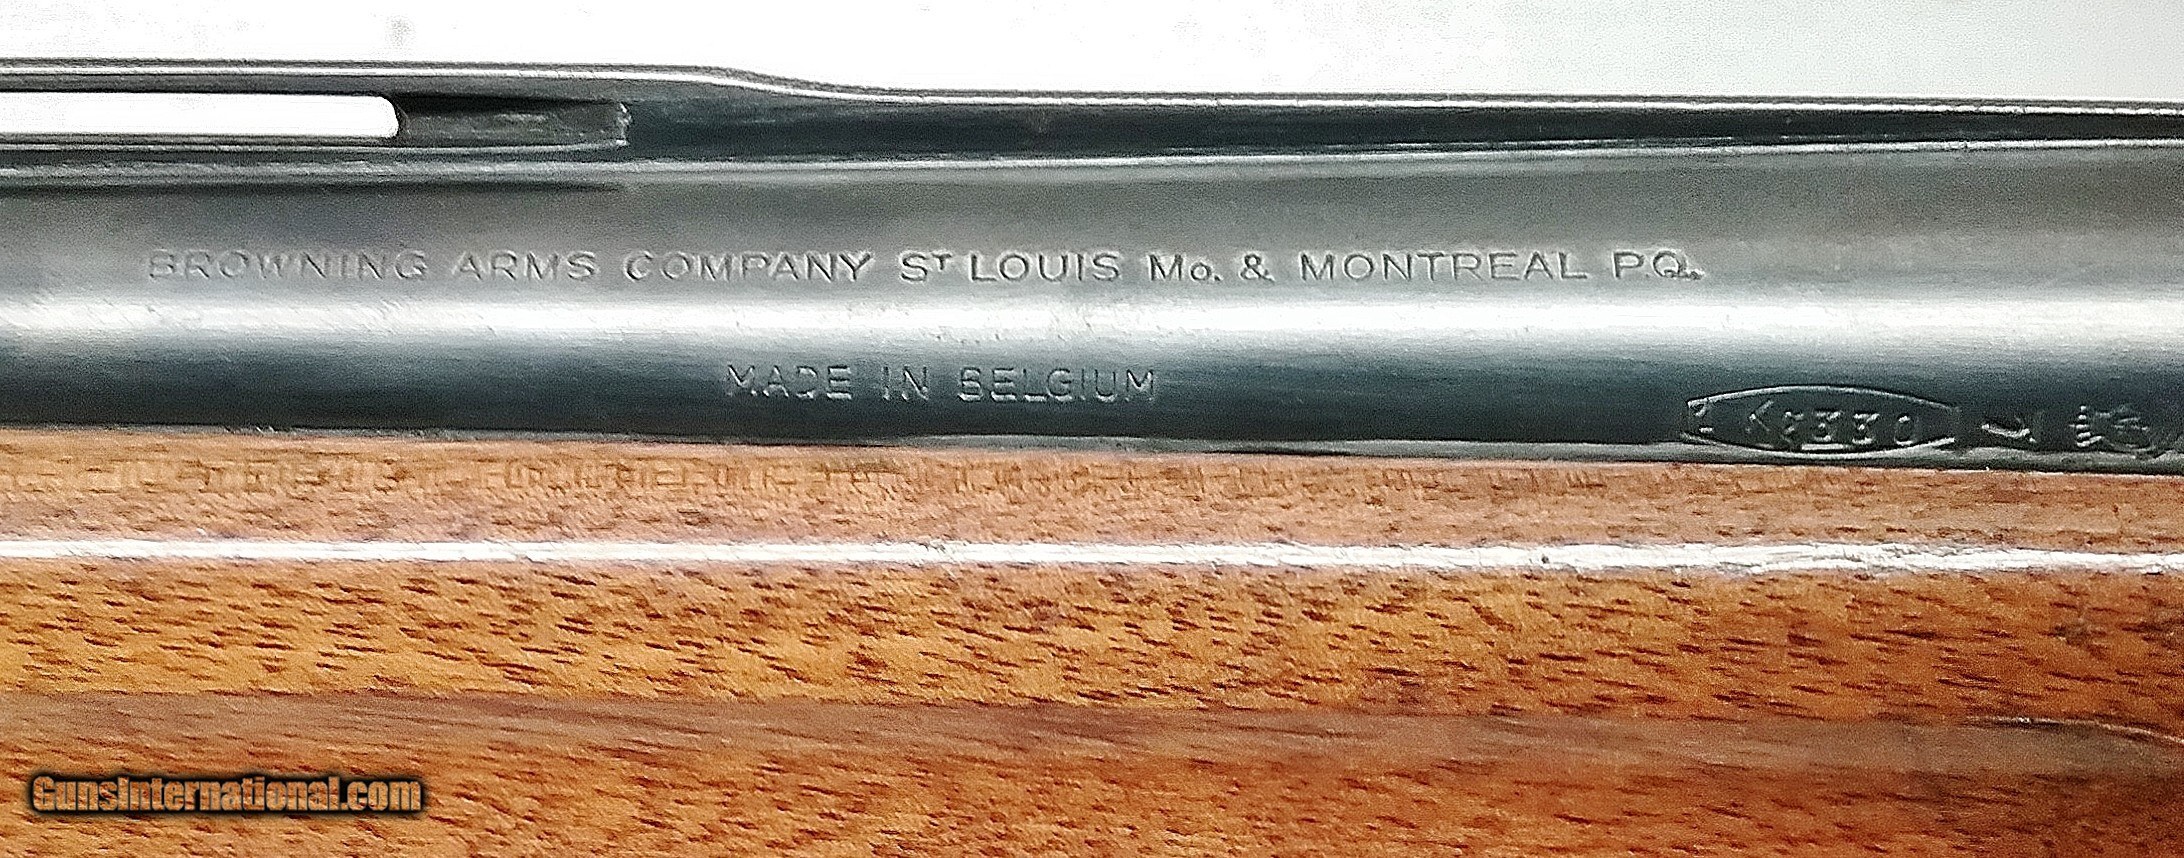 BROWNING ARMS COMPANY ST LOUIS Mo. & MONTREAL P.Q.
MADE IN BELGIUM
GunsInternational.com